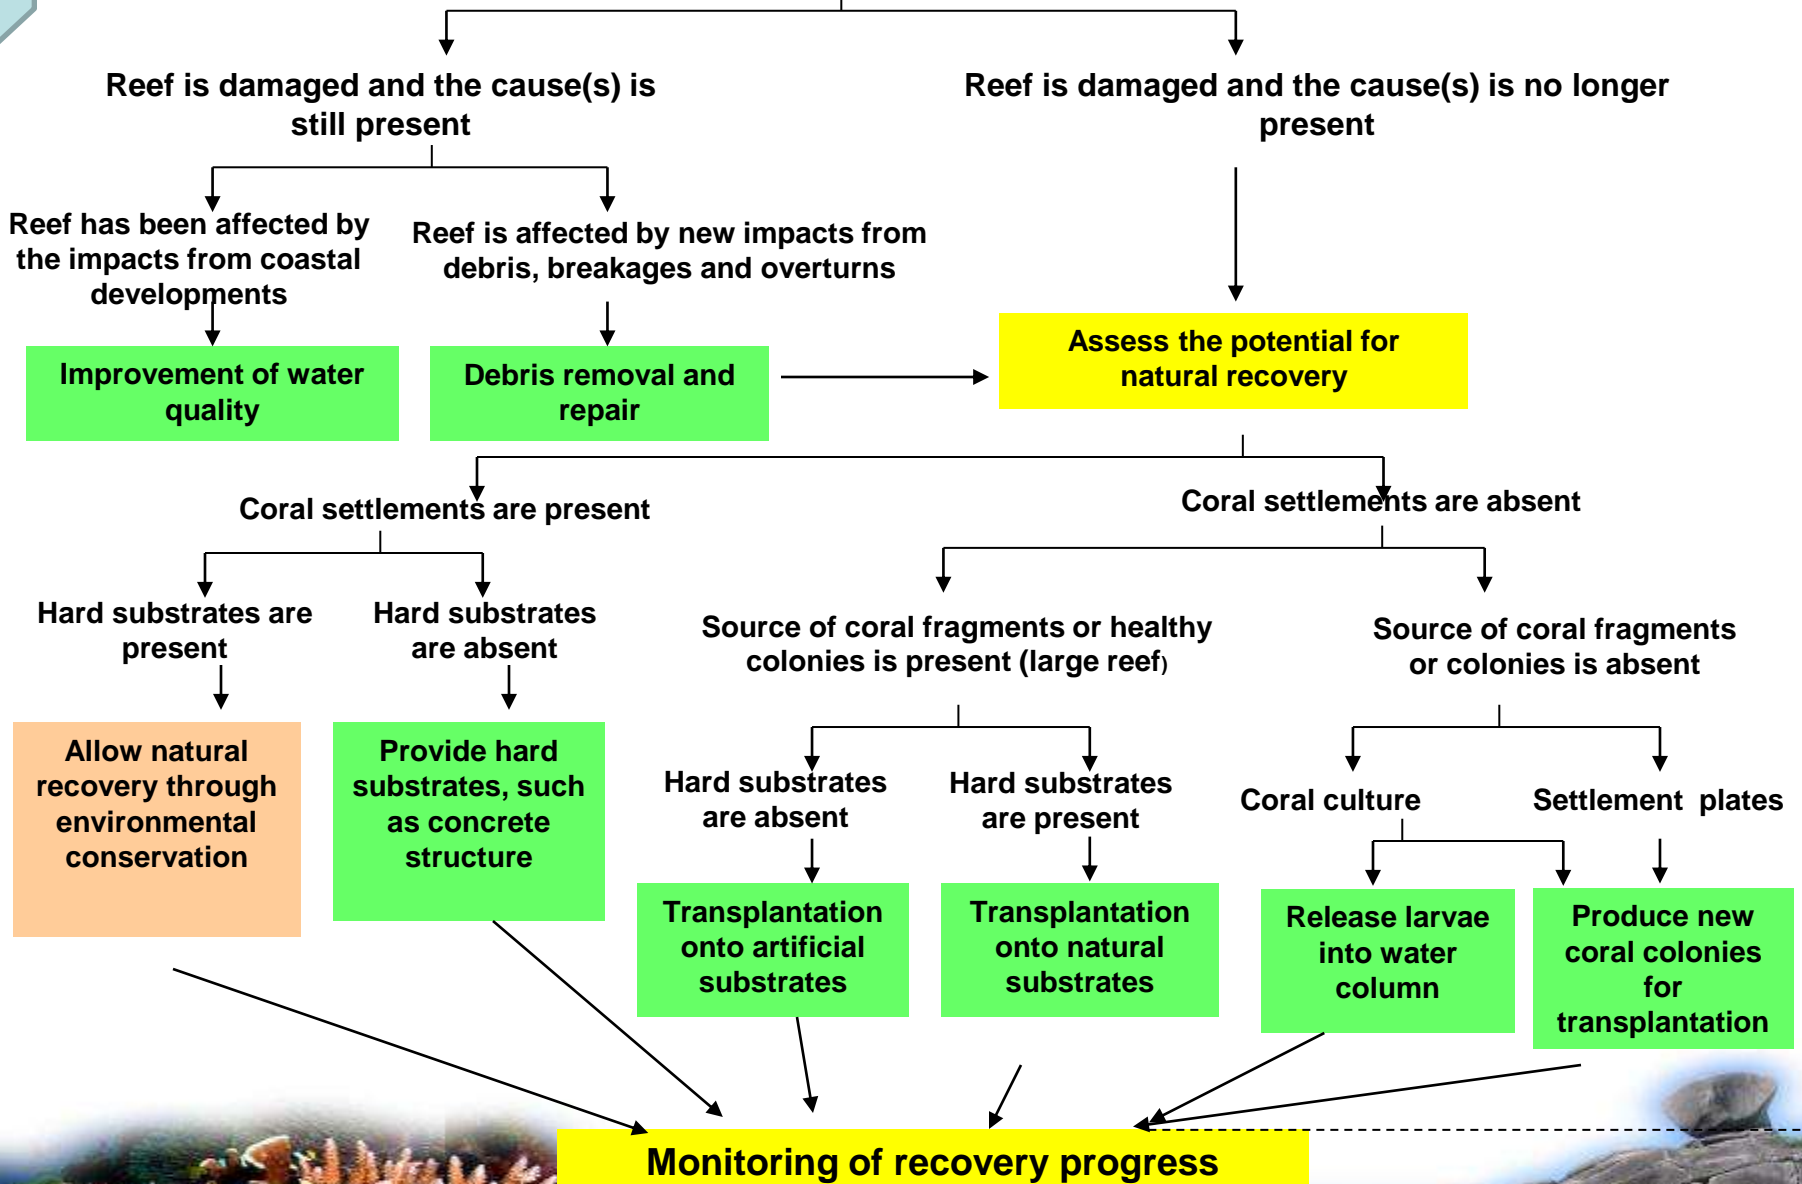 Reef is damaged and the cause(s) is
still present
Reef is damaged and the cause(s) is no longer
present
Reef has been affected by
the impacts from coastal
developments
Reef is affected by new impacts from
debris, breakages and overturns
Improvement of water
quality
Debris removal and
repair
Assess the potential for
natural recovery
Coral settlements are present
Coral settlements are absent
Hard substrates are
present
Hard substrates
are absent
Source of coral fragments or healthy
colonies is present (large reef)
Source of coral fragments
or colonies is absent
Allow natural
recovery through
environmental
conservation
Provide hard
substrates, such
as concrete
structure
Hard substrates
are absent
Hard substrates
are present
Coral culture
Settlement plates
Transplantation
onto artificial
substrates
Transplantation
onto natural
substrates
Release larvae
into water
column
Produce new
coral colonies
for
transplantation
Monitoring of recovery progress